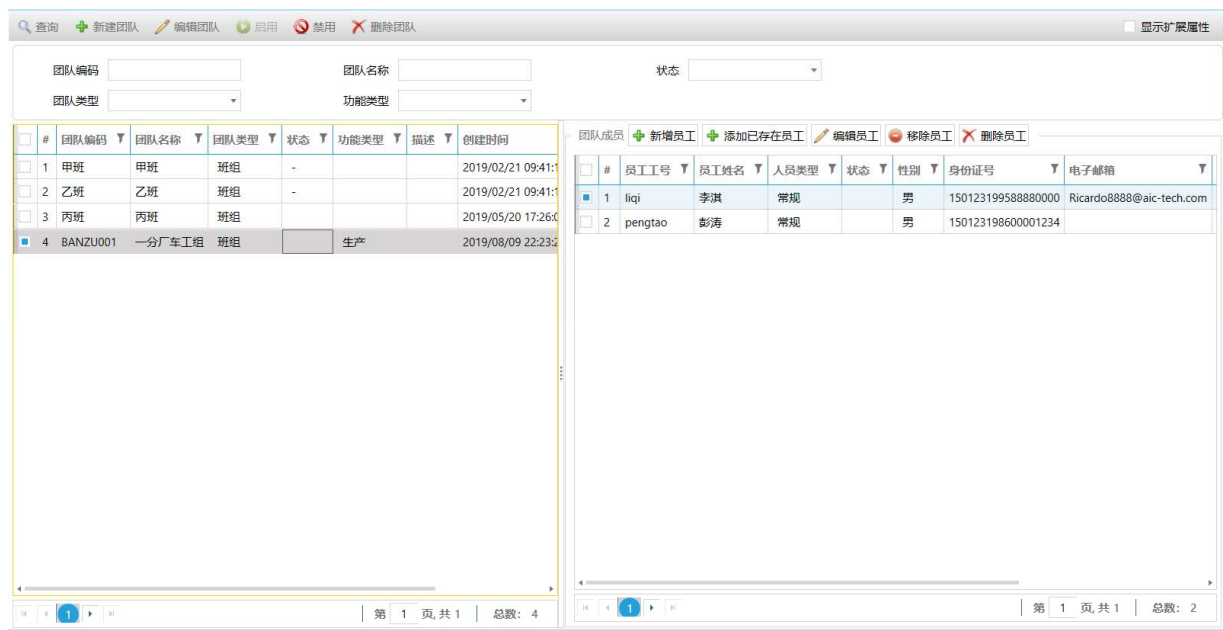 查询 新建团队 编辑团队 启用 禁用 删除团队 显示扩展属性
团队编码 团队名称 状态
团队类型 功能类型
# 团队编码 团队名称 团队类型 状态 功能类型 描述 创建时间
1 甲班 甲班 班组 - 2019/02/21 09:41:1
2 乙班 乙班 班组 - 2019/02/21 09:41:1
3 丙班 丙班 班组 2019/05/20 17:26:0
4 BANZU001 一分厂车工组 班组 生产 2019/08/09 22:23:2
第 1 页,共 1 总数: 4
团队成员 新增员工 添加已存在员工 编辑员工 移除员工 删除员工
# 员工工号 员工姓名 人员类型 状态 性别 身份证号 电子邮箱
1 liqi 李淇 常规 男 150123199588880000 Ricardo8888@aic-tech.com
2 pengtao 彭涛 常规 男 150123198600001234
1 第 1 页,共 1 总数: 2